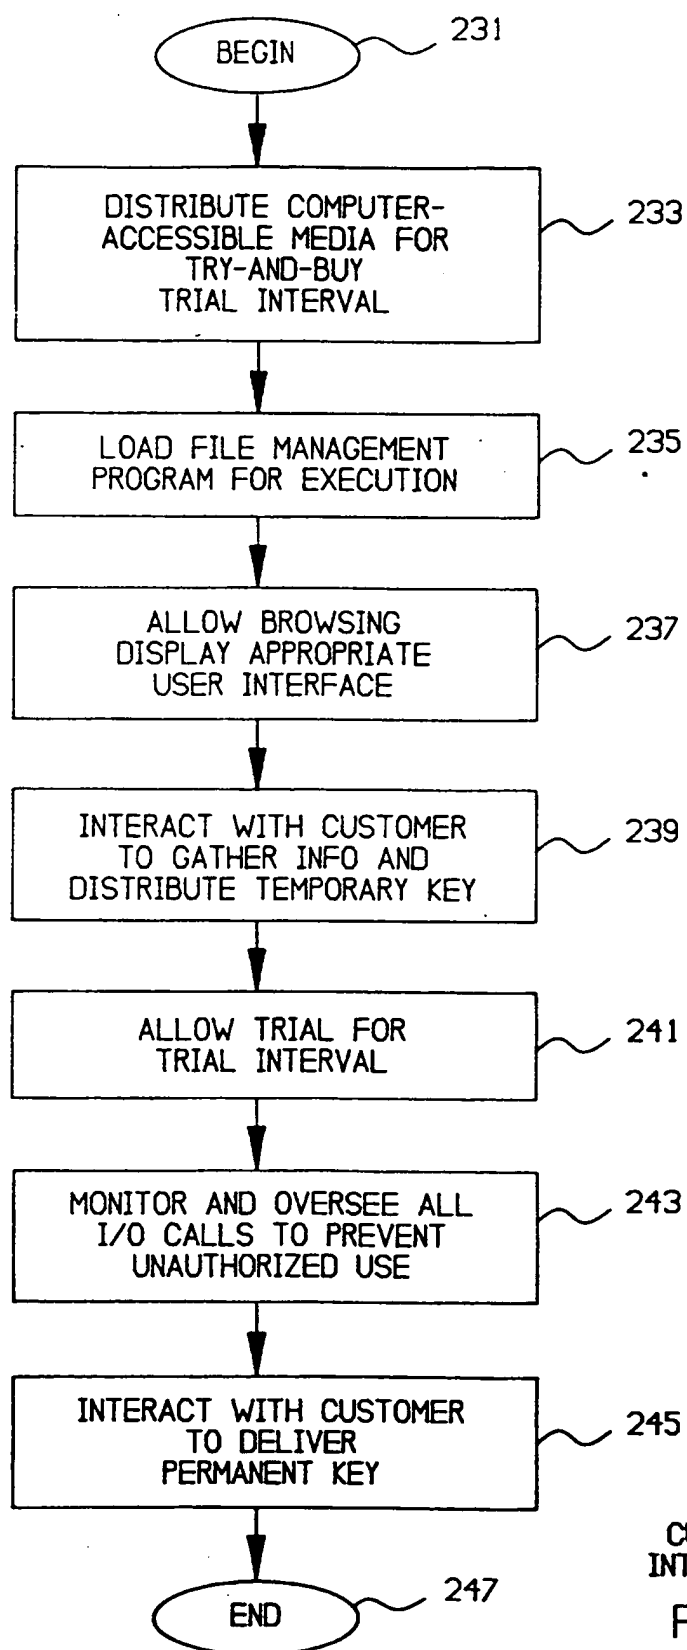 BEGIN
231
DISTRIBUTE COMPUTER-
ACCESSIBLE MEDIA FOR
TRY-AND-BUY
TRIAL INTERVAL
233
LOAD FILE MANAGEMENT
PROGRAM FOR EXECUTION
235
ALLOW BROWSING
DISPLAY APPROPRIATE
USER INTERFACE
237
INTERACT WITH CUSTOMER
TO GATHER INFO AND
DISTRIBUTE TEMPORARY KEY
239
ALLOW TRIAL FOR
TRIAL INTERVAL
241
MONITOR AND OVERSEE ALL
I/O CALLS TO PREVENT
UNAUTHORIZED USE
243
INTERACT WITH CUSTOMER
TO DELIVER
PERMANENT KEY
245
END
247